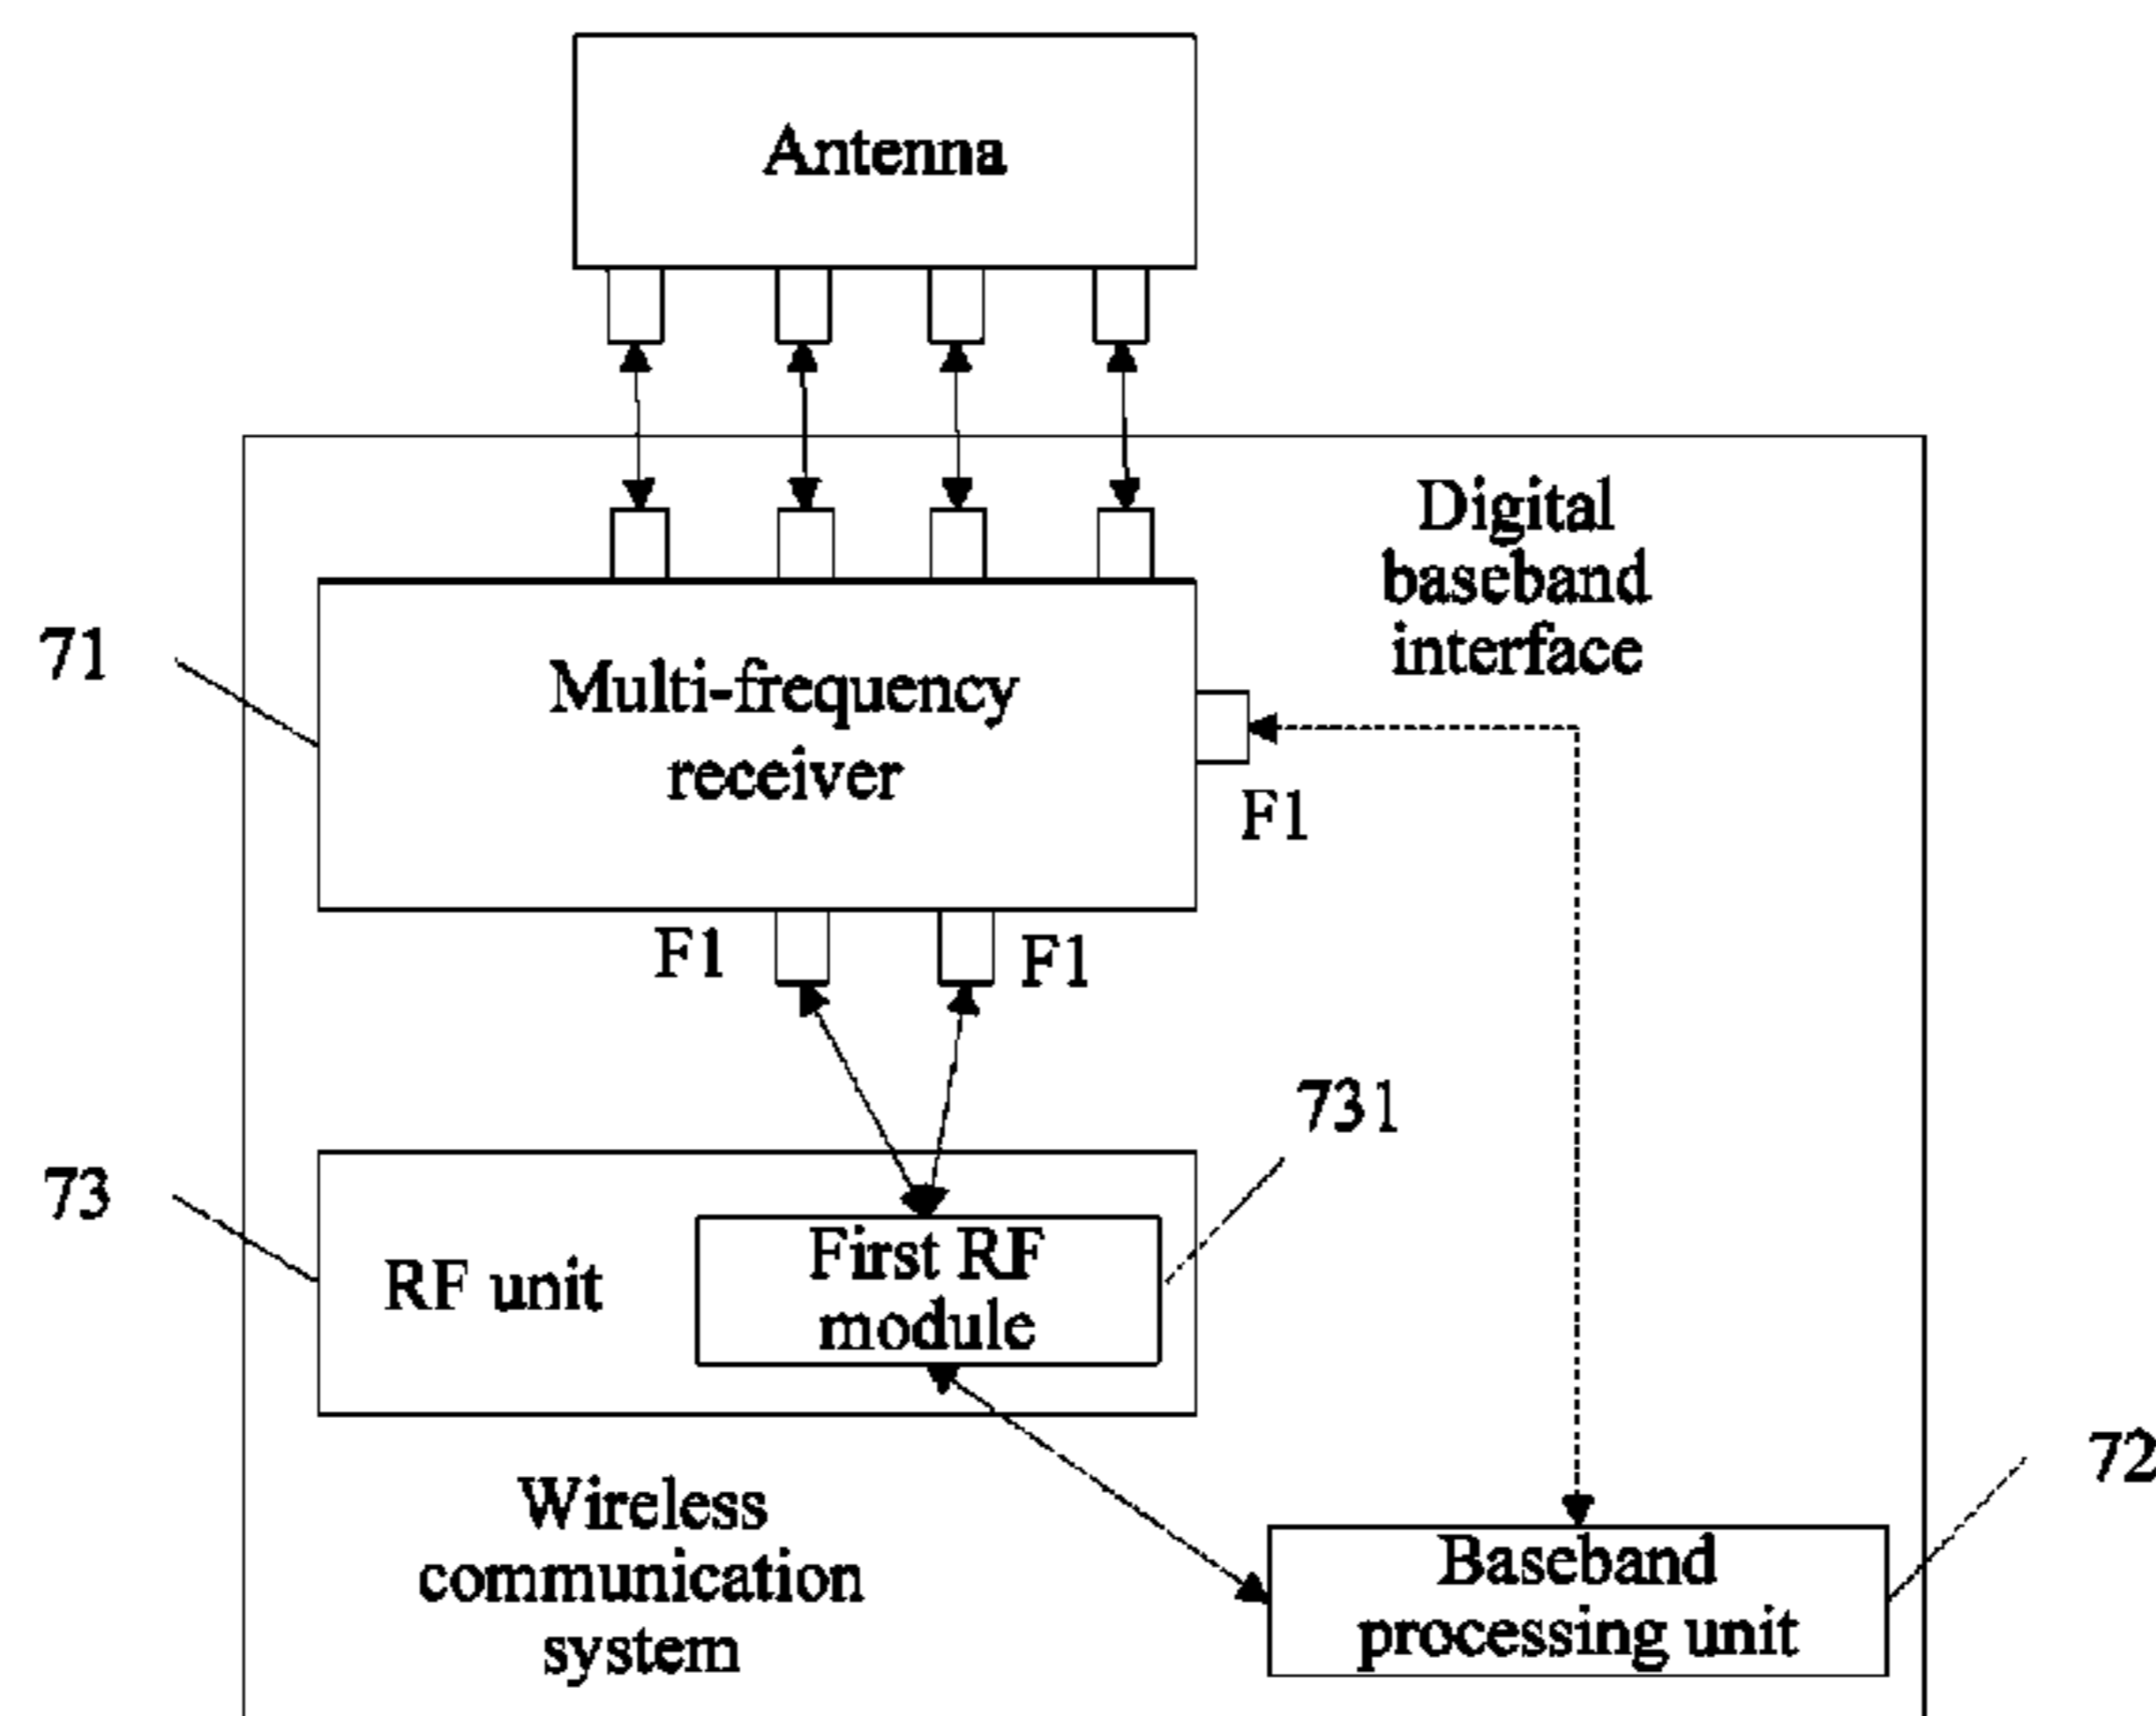 Antenna
Digital
baseband
interface
71
Multi-frequency
receiver
F1
F1
F1
731
73
RF unit
First RF
module
72
Wireless
communication
system
Baseband
processing unit